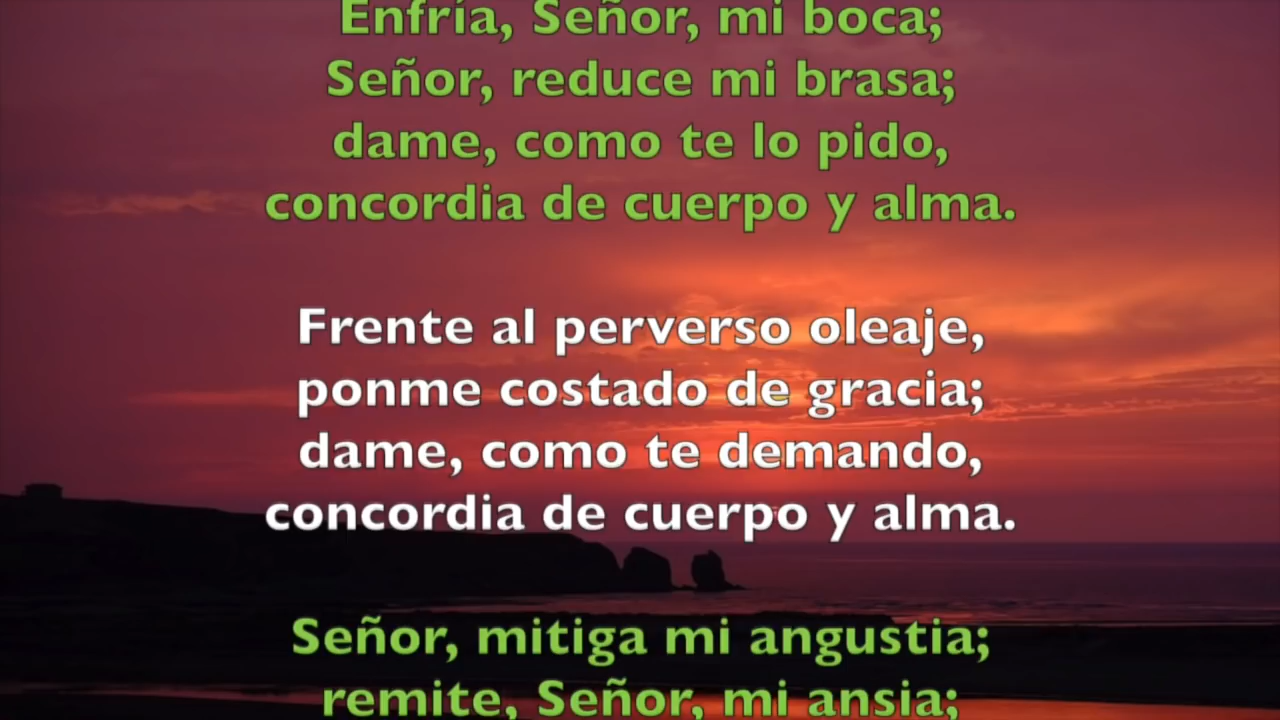 Enfría, Señor, mi boca;
Señor, reduce mi brasa;
dame, como te lo pido,
concordia de cuerpo y alma.
Frente al perverso oleaje,
ponme costado de gracia;
dame, como te demando,
concordia de cuerpo y alma.
Señor, mitiga mi angustia;
remite, Señor, mi ansia;